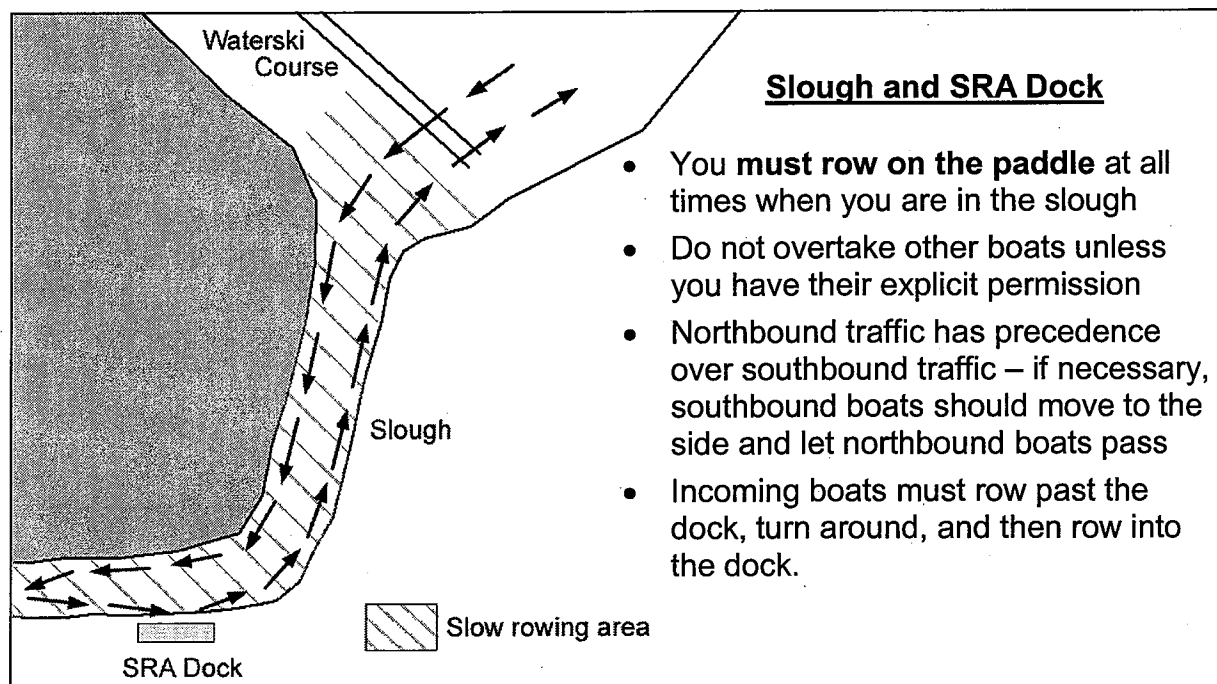 Waterski
Course
Slough and SRA Dock
• You must row on the paddle at all
times when you are in the slough
• Do not overtake other boats unless
you have their explicit permission
• Northbound traffic has precedence
over southbound traffic – if necessary,
southbound boats should move to the
side and let northbound boats pass
• Incoming boats must row past the
dock, turn around, and then row into
the dock.
Slough
Slow rowing area
SRA Dock